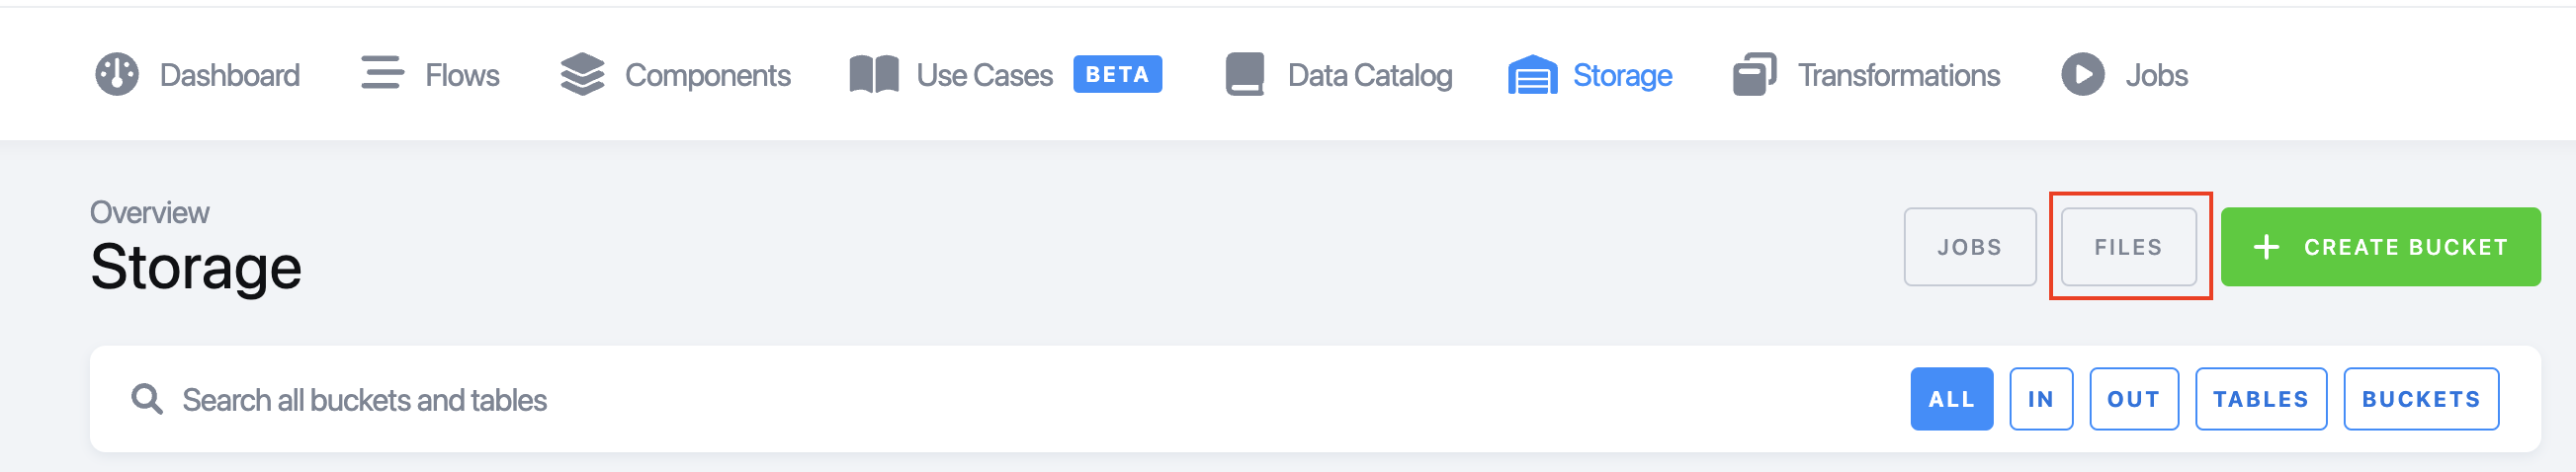 Dashboard Flows Components Use Cases BETA Data Catalog Storage Transformations Jobs
Overview
Storage
JOBS FILES + CREATE BUCKET
Search all buckets and tables ALL IN OUT TABLES BUCKETS